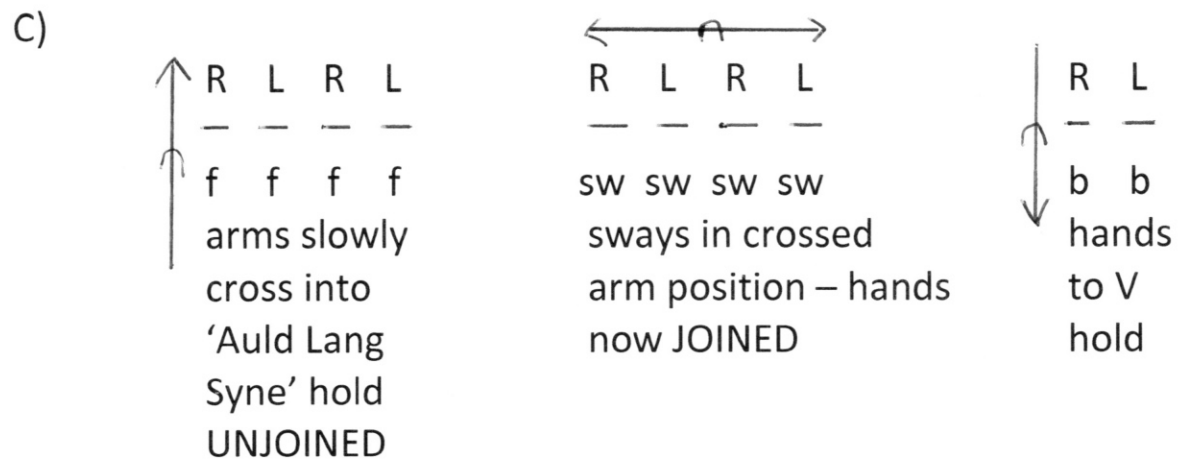 C)
R L R L
— — — —
f f f f
arms slowly
cross into
‘Auld Lang
Syne’ hold
UNJOINED
R L R L
— — — —
sw sw sw sw
sways in crossed
arm position – hands
now JOINED
R L
— —
b b
hands
to V
hold